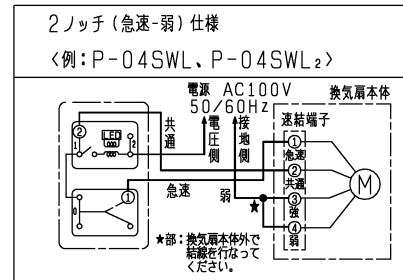 2ノッチ(急速-弱)仕様
〈例:P-04SWL、P-04SWL₂〉
電源 AC100V
50/60Hz
換気扇本体
速結端子
共通
電圧側
接地側
②
LED
1
2
①
急速
②
共通
③
強
④
弱
M
急速
弱
①
0
★
★部:換気扇本体外で
結線を行なって
ください。